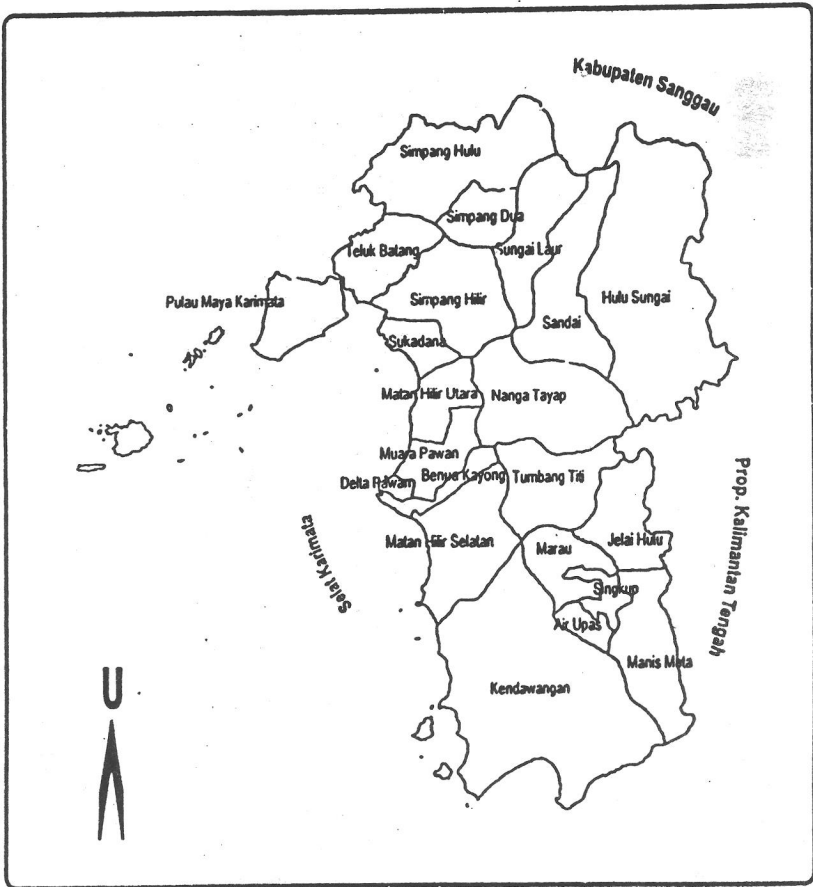 Kabupaten Sanggau
Simpang Hulu
Simpang Dua
Teluk Batang
Sungai Laur
Pulau Maya Karimata
Simpang Hilir
Hulu Sungai
Sandai
Sukadana
Matan Hilir Utara
Nanga Tayap
Muara Pawan
Delta Pawan
Benua Kayong
Tumbang Titi
Prop. Kalimantan Tengah
Selat Karimata
Matan Hilir Selatan
Marau
Jelai Hulu
Singkup
Air Upas
Manis Mata
Kendawangan
U